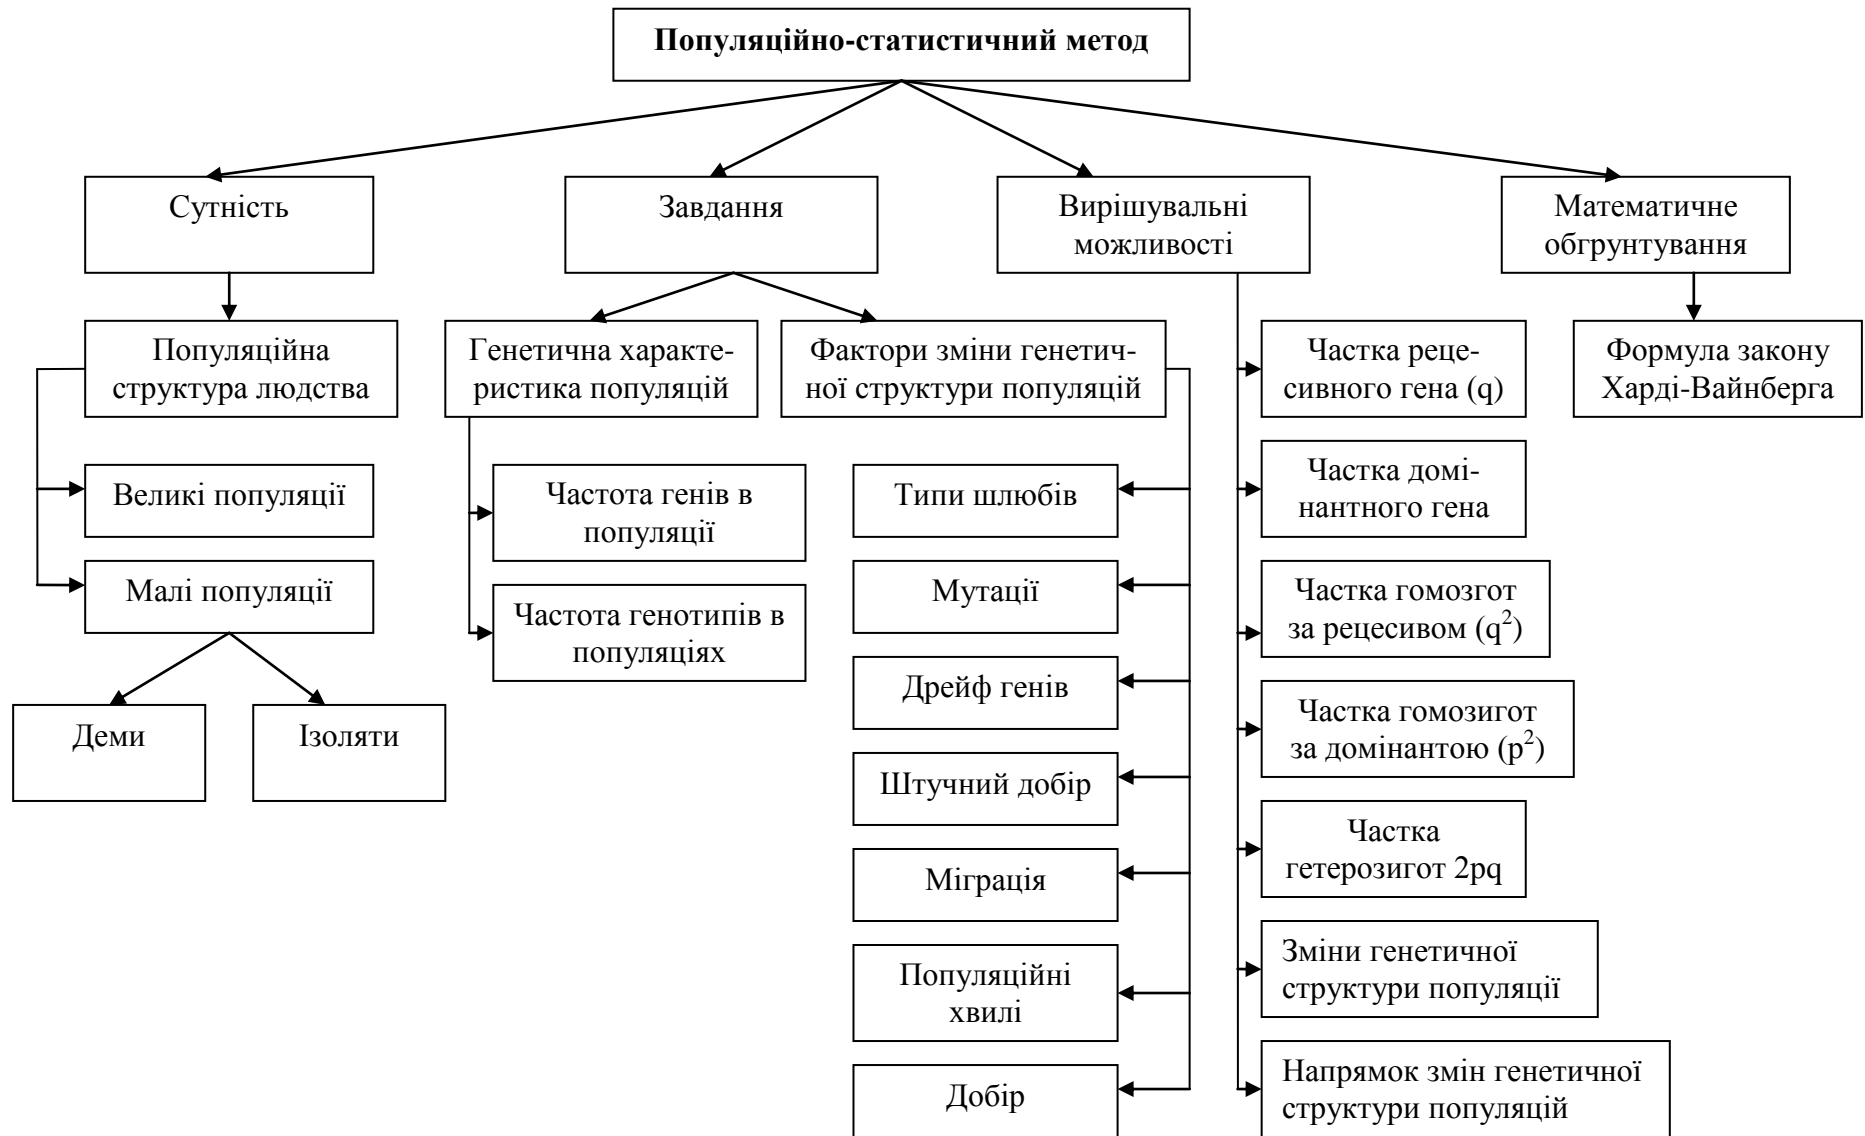 Популяційно-статистичний метод
Сутність
Завдання
Вирішувальні
можливості
Математичне
обгрунтування
Популяційна
структура людства
Генетична характе-
ристика популяцій
Фактори зміни генетич-
ної структури популяцій
Частка реце-
сивного гена (q)
Формула закону
Харді-Вайнберга
Великі популяції
Малі популяції
Деми
Ізоляти
Частота генів в
популяції
Частота генотипів в
популяціях
Типи шлюбів
Мутації
Дрейф генів
Штучний добір
Міграція
Популяційні
хвилі
Добір
Частка домі-
нантного гена
Частка гомозгот
за рецесивом (q²)
Частка гомозигот
за домінантою (p²)
Частка
гетерозигот 2pq
Зміни генетичної
структури популяції
Напрямок змін генетичної
структури популяцій